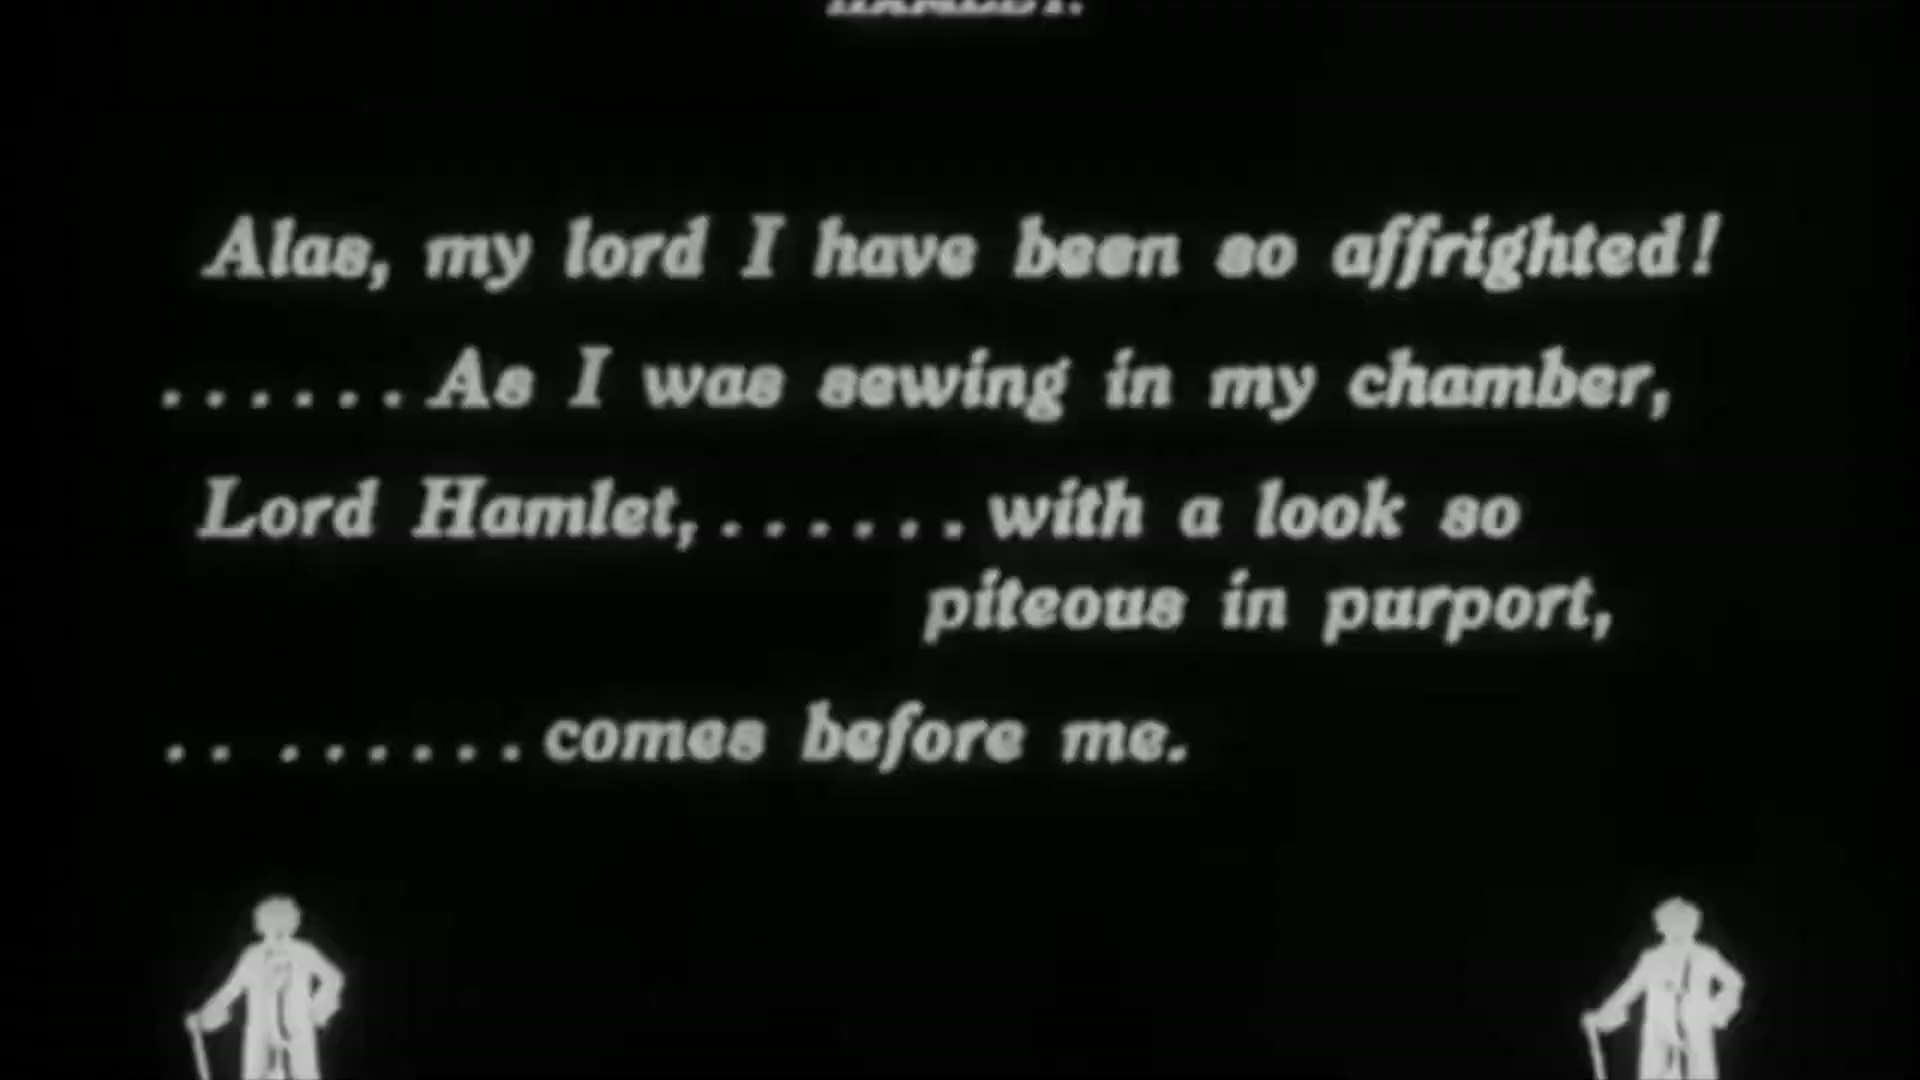 HAMLET.
Alas, my lord I have been so affrighted!
. . . . . . As I was sewing in my chamber,
Lord Hamlet, . . . . . . with a look so
piteous in purport,
. . . . . . . . comes before me.